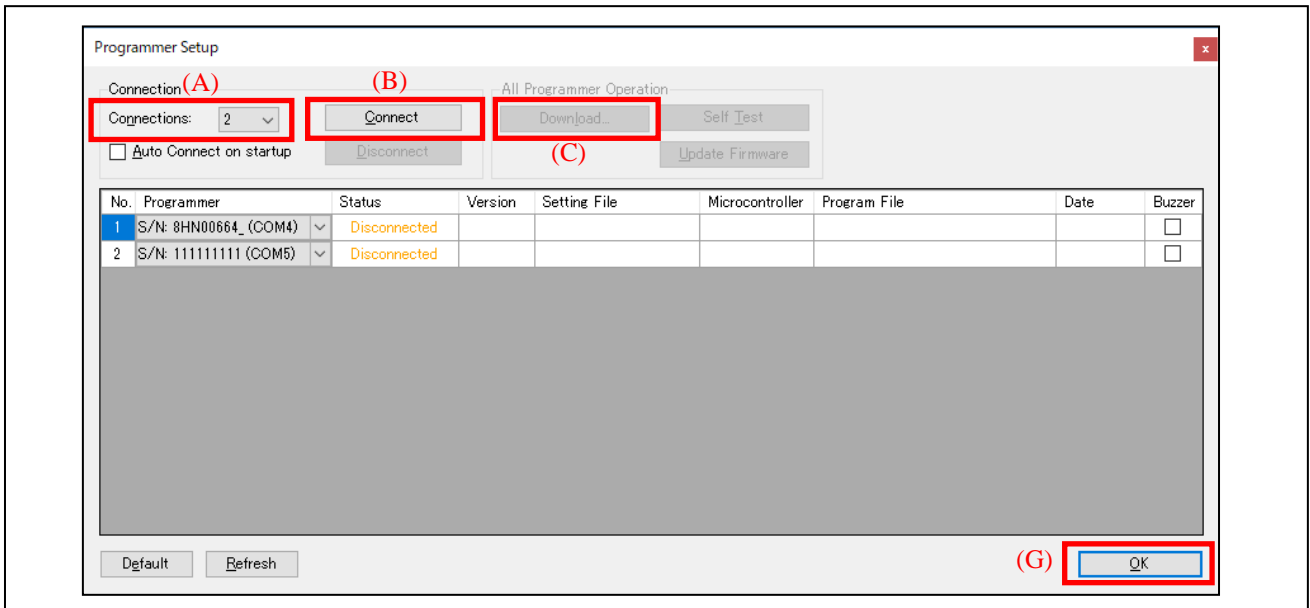 Programmer Setup
x
Connection (A) (B) All Programmer Operation
Connections: 2 Connect Download... Self Test
Auto Connect on startup Disconnect (C) Update Firmware
No. Programmer Status Version Setting File Microcontroller Program File Date Buzzer
1 S/N: 8HN00664_ (COM4) Disconnected
2 S/N: 111111111 (COM5) Disconnected
Default Refresh (G) OK